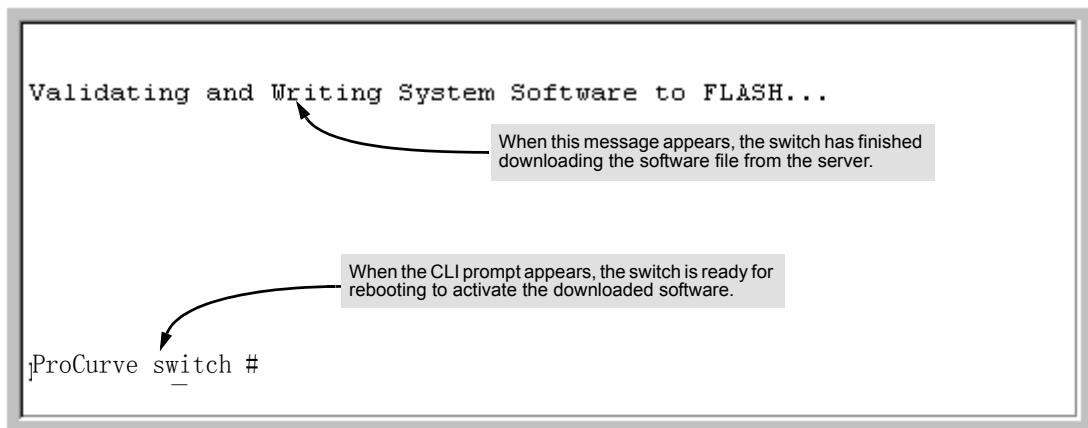 Validating and Writing System Software to FLASH...
When this message appears, the switch has finished
downloading the software file from the server.
When the CLI prompt appears, the switch is ready for
rebooting to activate the downloaded software.
ProCurve switch #